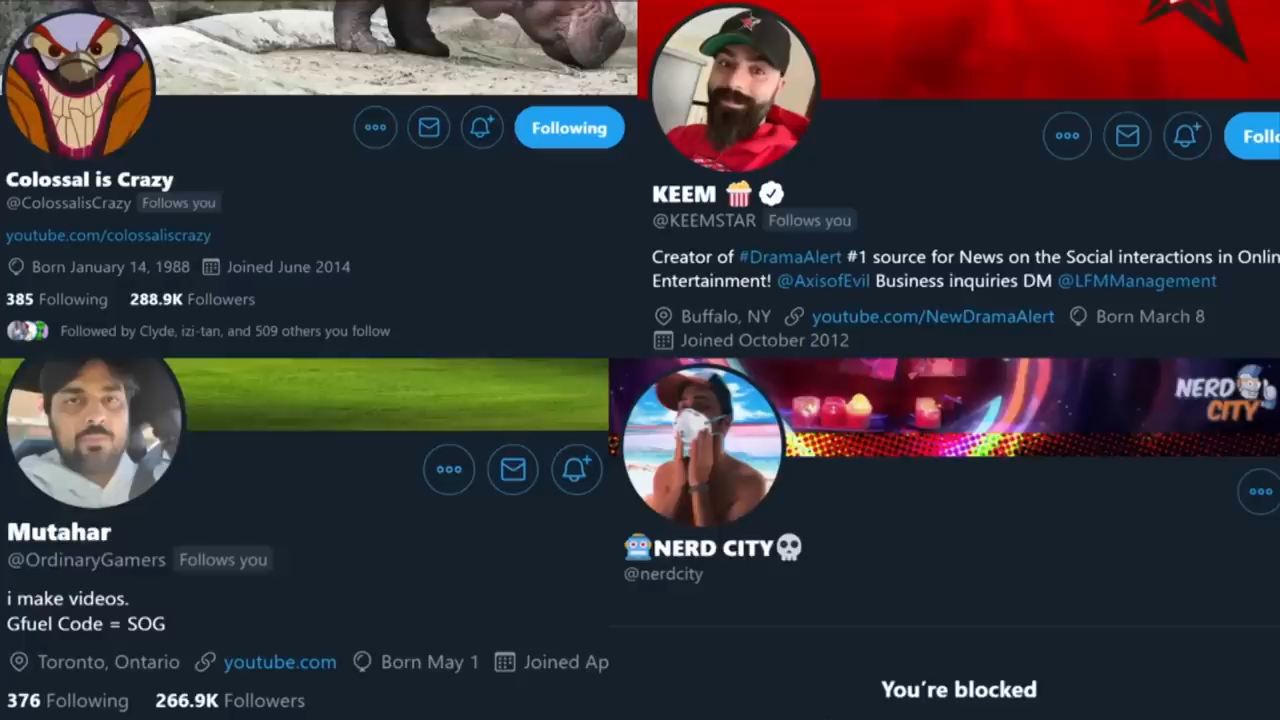 Following
Colossal is Crazy
@ColossalisCrazy Follows you
youtube.com/colossaliscrazy
Born January 14, 1988 Joined June 2014
385 Following 288.9K Followers
Followed by Clyde, izi-tan, and 509 others you follow
Follo
KEEM
@KEEMSTAR Follows you
Creator of #DramaAlert #1 source for News on the Social interactions in Onlin
Entertainment! @AxisofEvil Business inquiries DM @LFMManagement
Buffalo, NY youtube.com/NewDramaAlert Born March 8
Joined October 2012
Mutahar
@OrdinaryGamers Follows you
i make videos.
Gfuel Code = SOG
Toronto, Ontario youtube.com Born May 1 Joined Ap
376 Following 266.9K Followers
NERD
CITY
🤖NERD CITY💀
@nerdcity
You're blocked